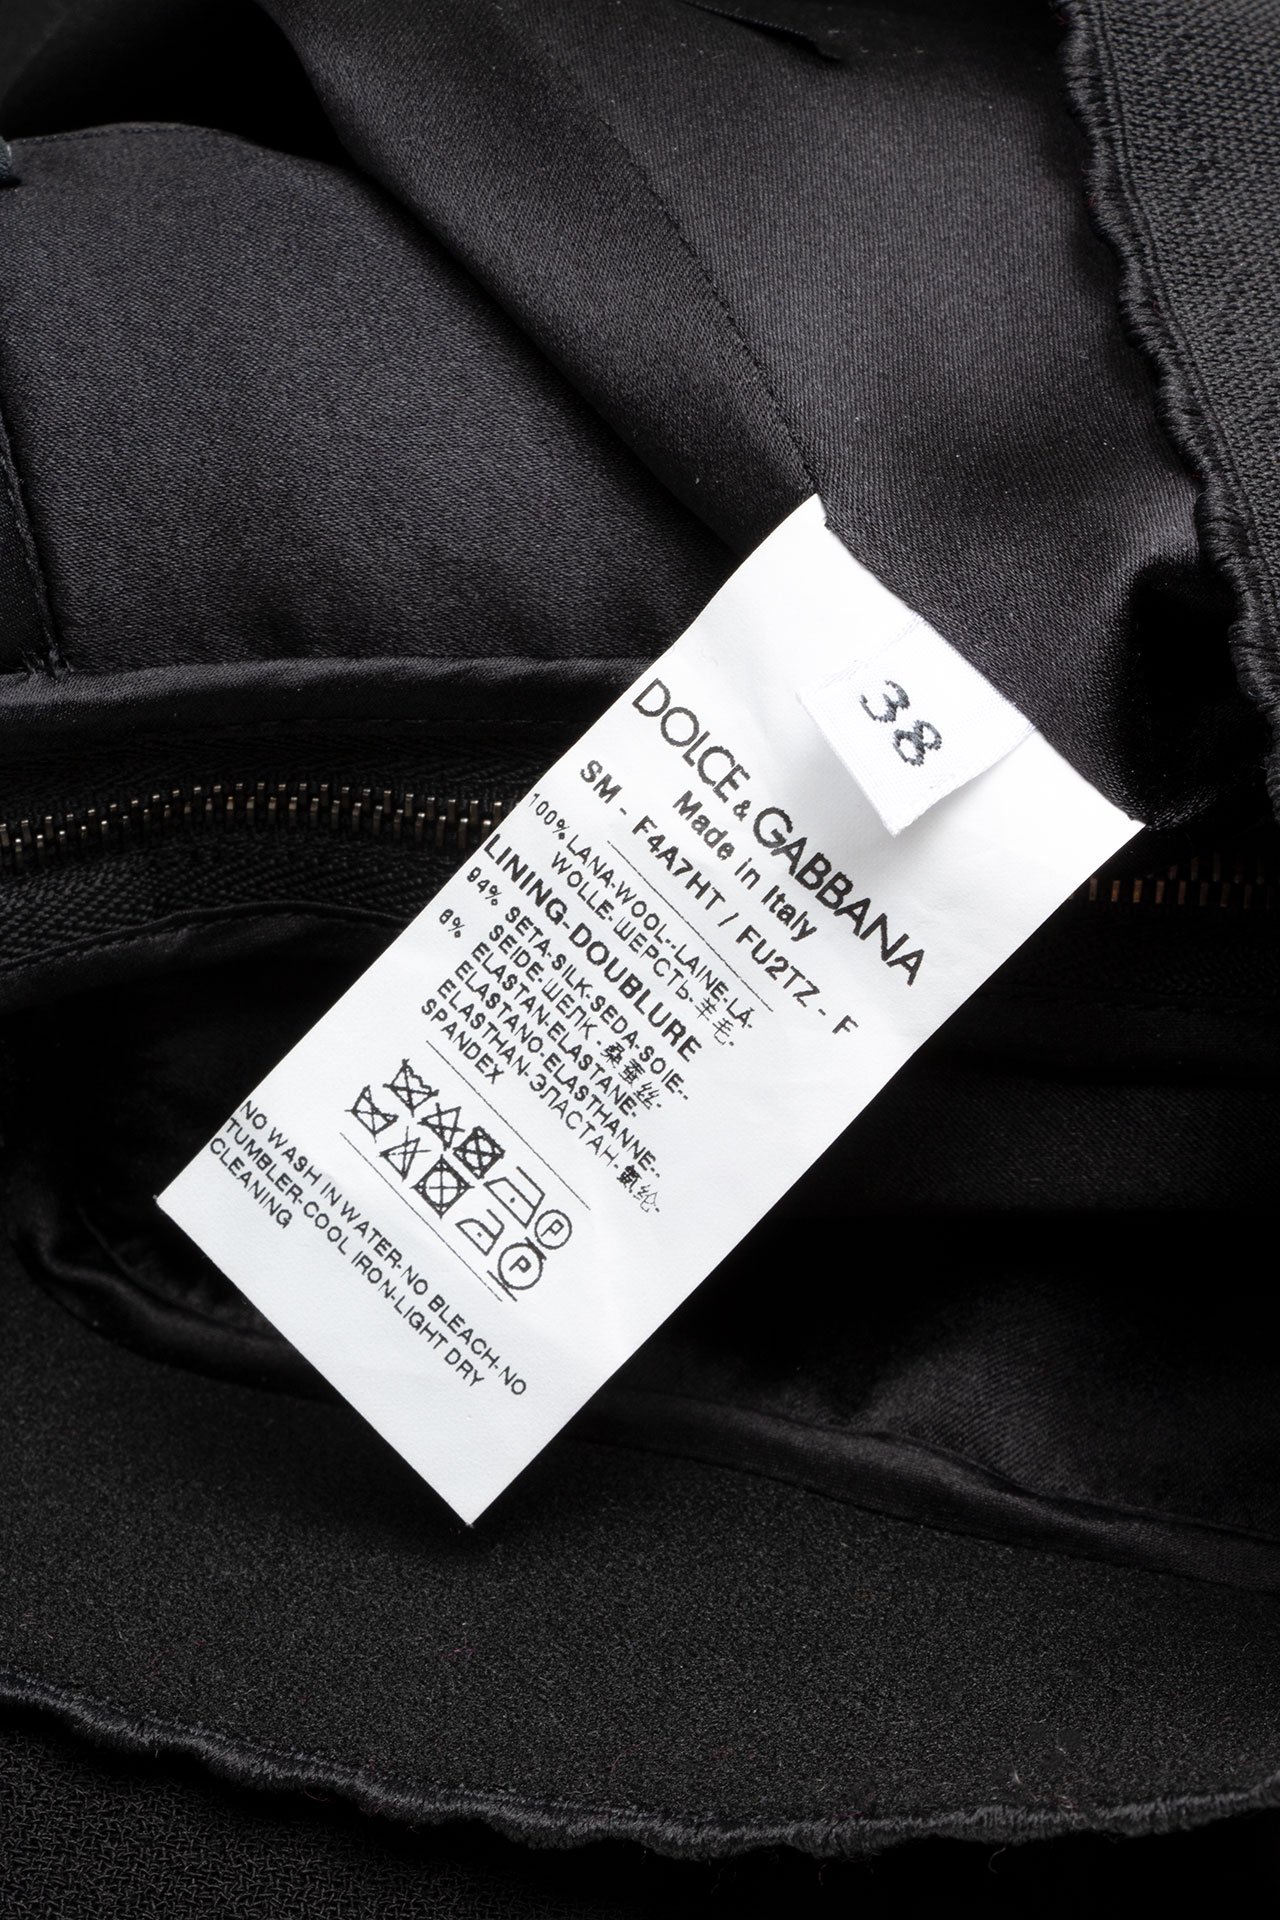 38
DOLCE & GABBANA
Made in Italy
SM - F4A7HT / FU2TZ - F
100% LANA-WOOL--LAINE-LÁ-
WOLLE-ШЕРСТЬ-羊毛-
LINING-DOUBLURE
94% SETA-SILK-SEDA-SOIE--
SEIDE-ШЕЛК-桑蚕丝-
6% ELASTAN-ELASTANE-
ELASTANO-ELASTHANNE--
ELASTHAN-ЭЛАСТАН-氨纶-
SPANDEX
P
P
NO WASH IN WATER-NO BLEACH-NO
TUMBLER-COOL IRON-LIGHT DRY
CLEANING